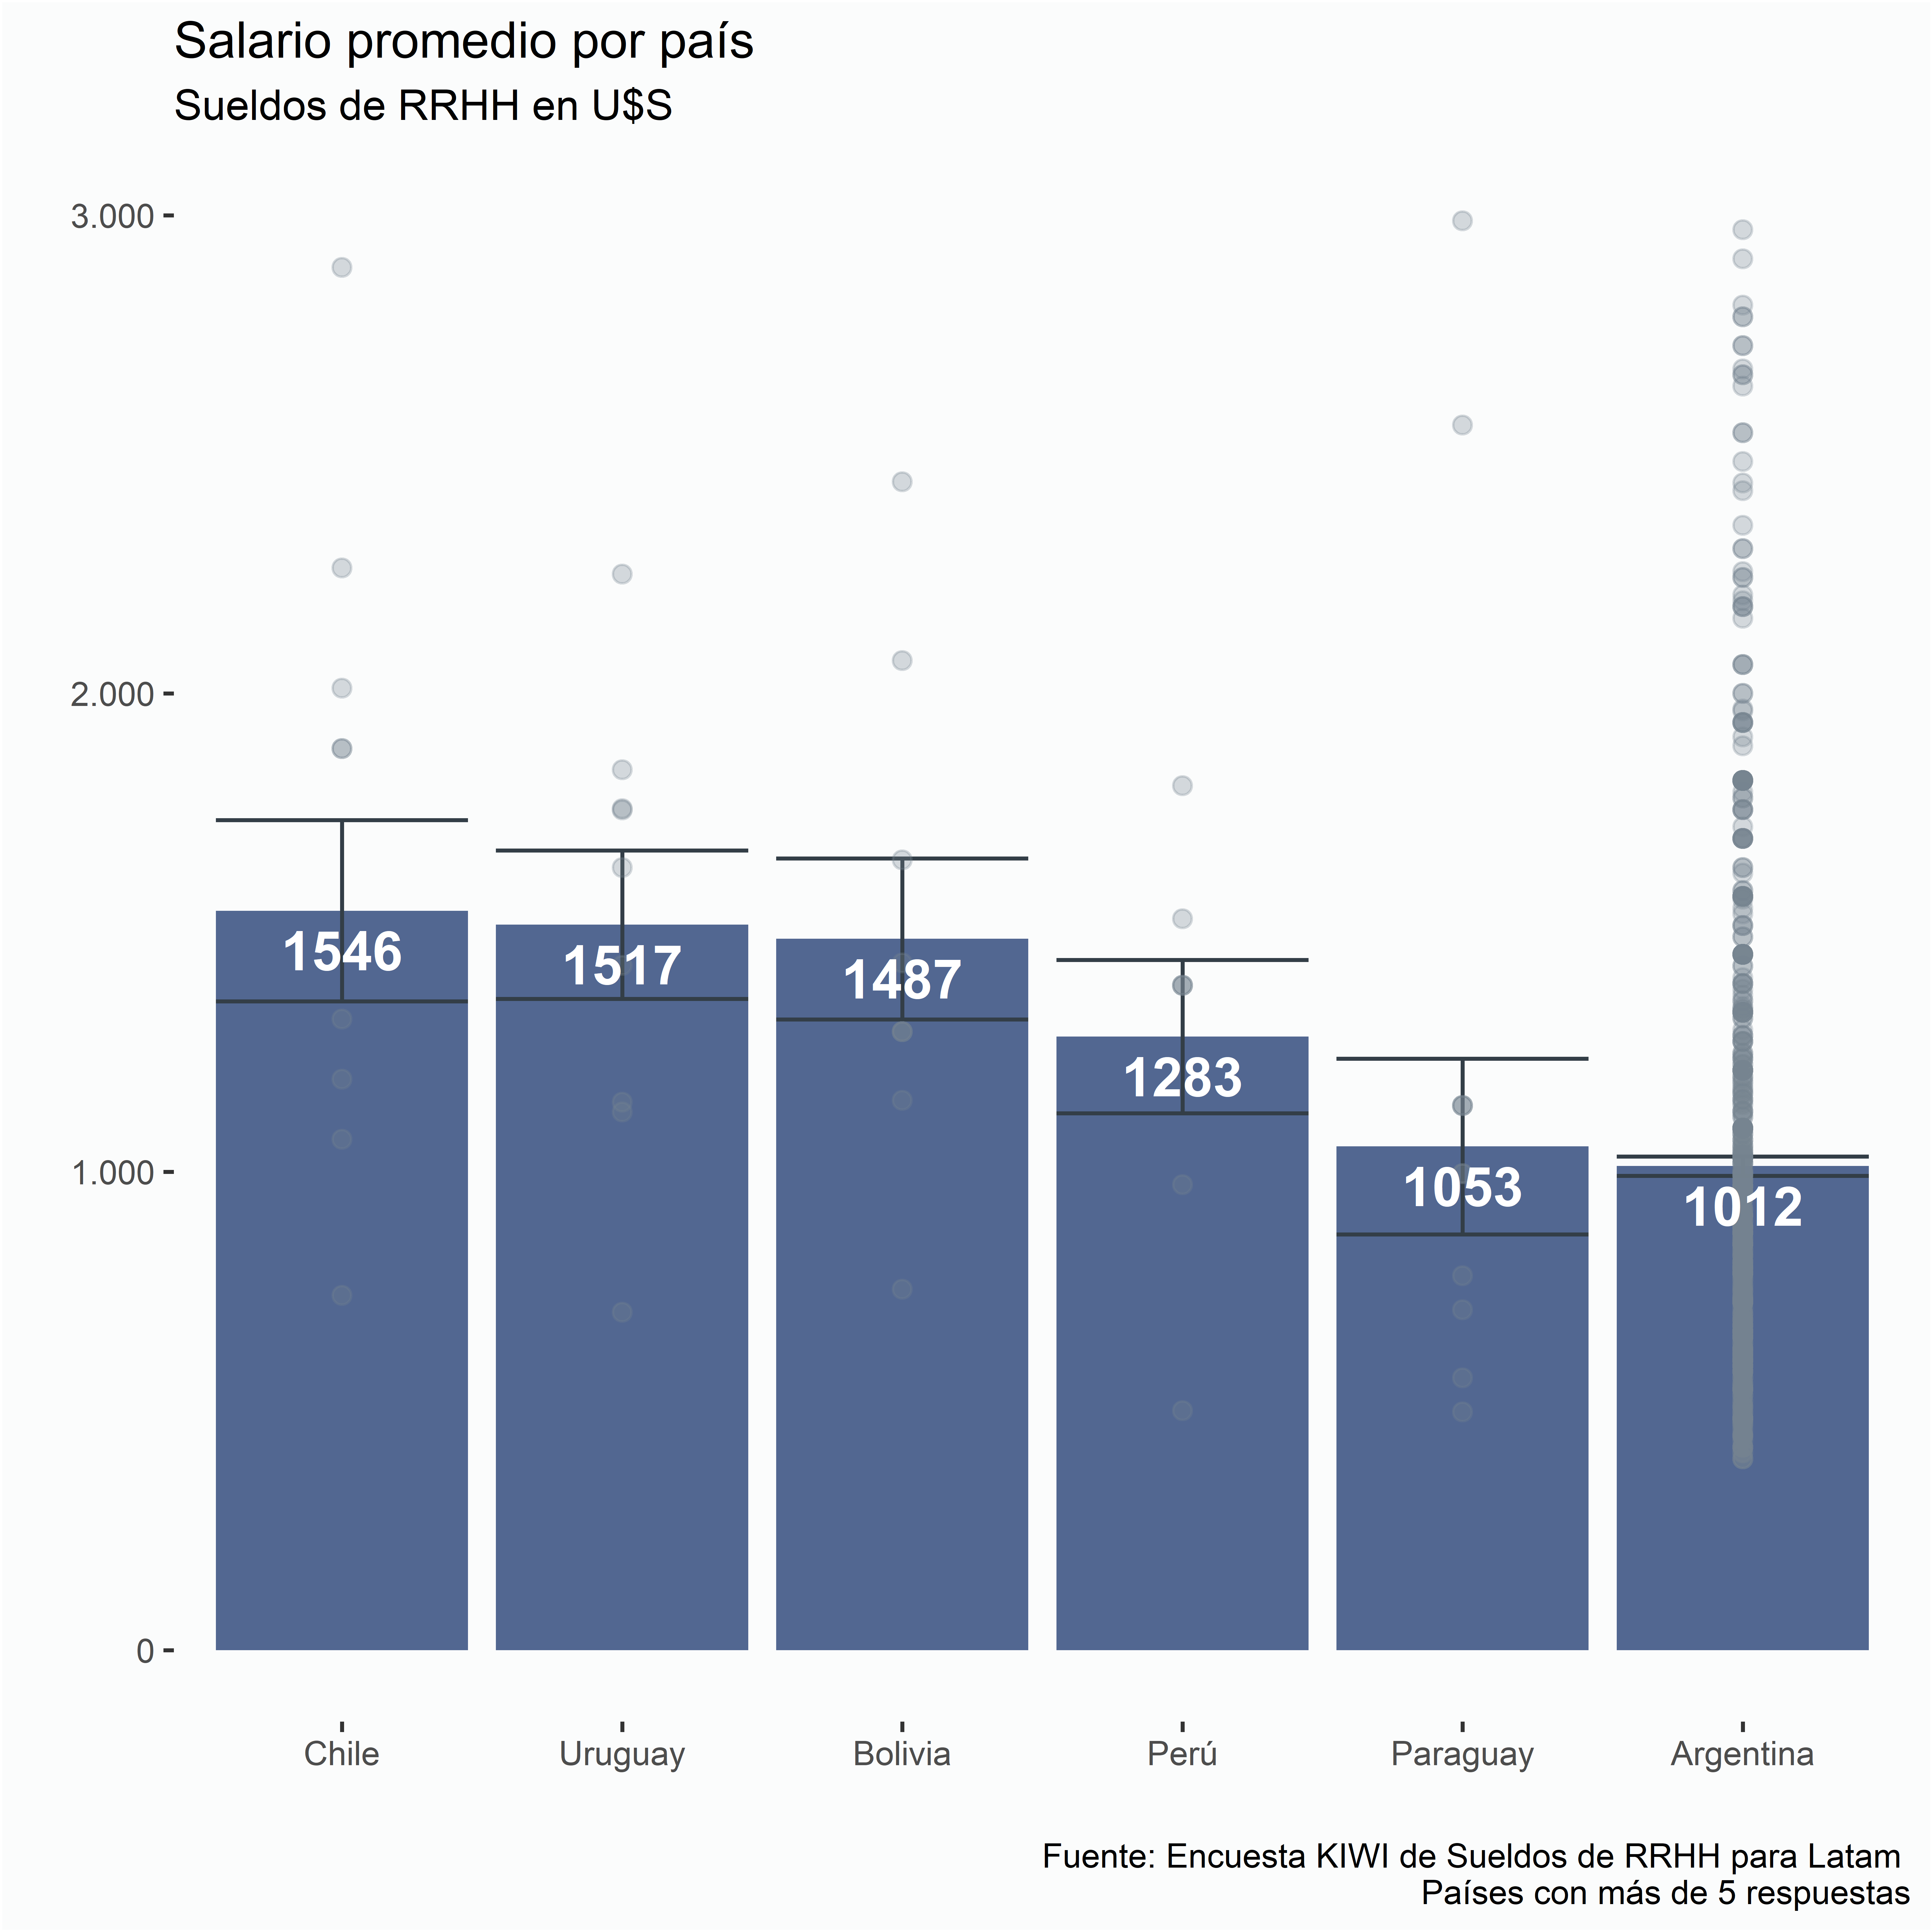 Salario promedio por país
Sueldos de RRHH en U$S
3.000
2.000
1.000
0
1546
1517
1487
1283
1053
1012
Chile
Uruguay
Bolivia
Perú
Paraguay
Argentina
Fuente: Encuesta KIWI de Sueldos de RRHH para Latam
Países con más de 5 respuestas